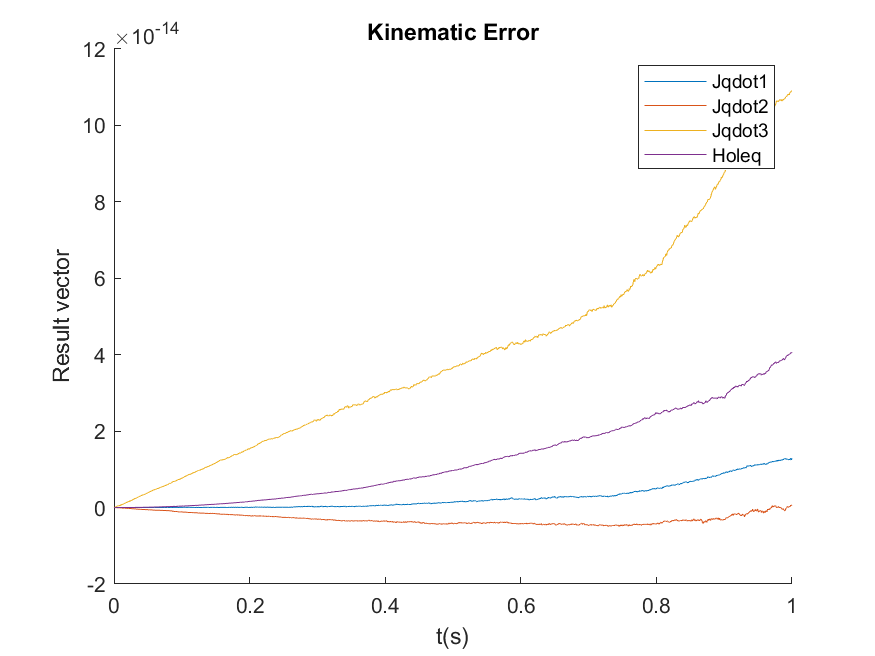 Kinematic Error
×10-14
12
10
8
6
4
2
0
-2
0 0.2 0.4 0.6 0.8 1
t(s)
Result vector
Jqdot1
Jqdot2
Jqdot3
Holeq